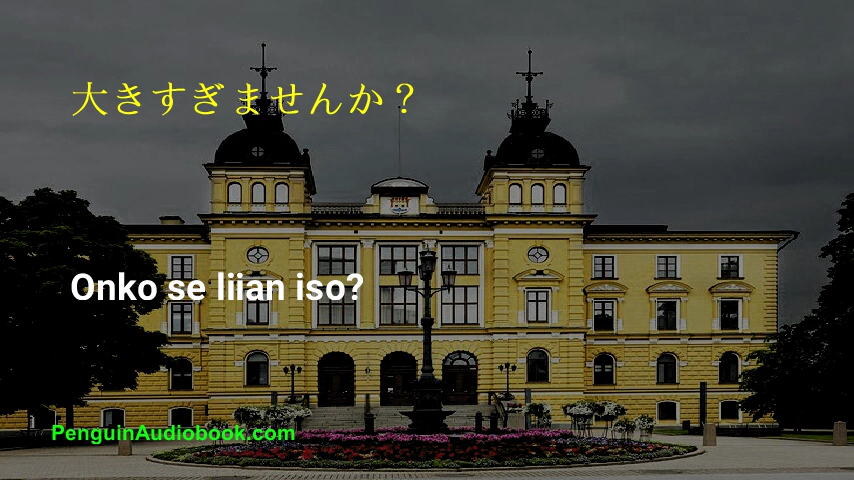 大きすぎませんか？
Onko se liian iso?
PenguinAudiobook.com